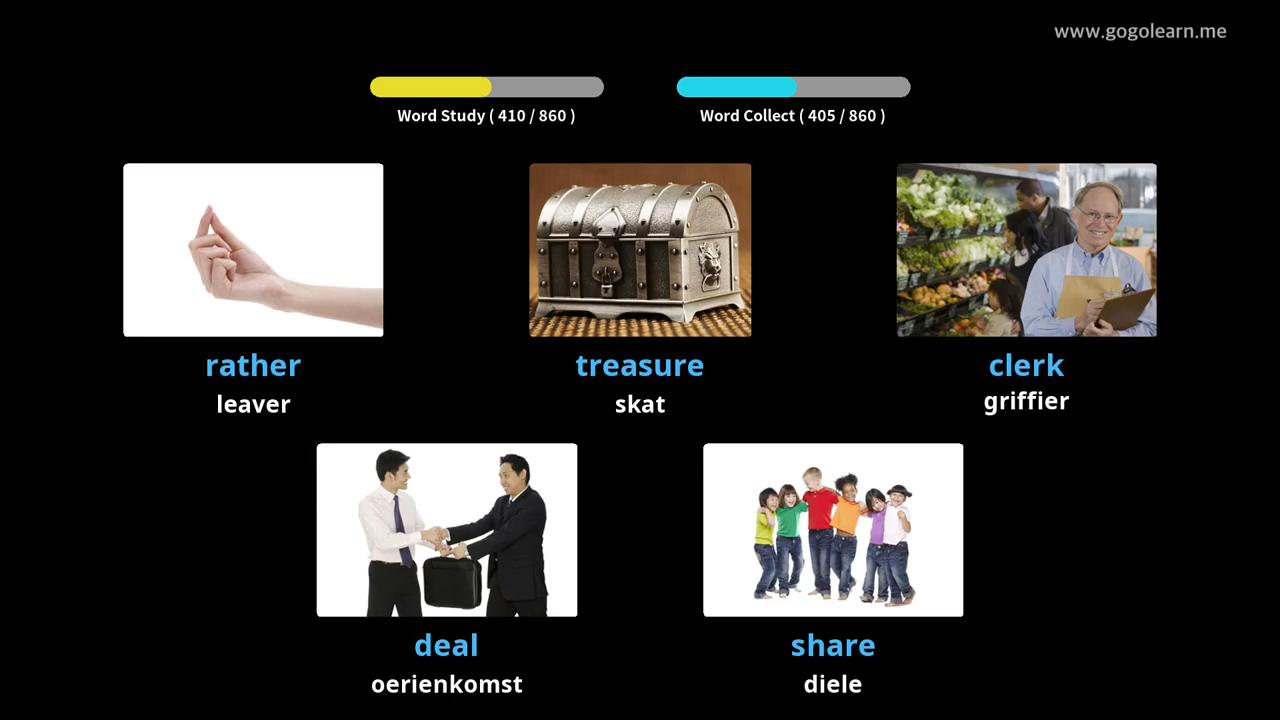 www.gogolearn.me
Word Study ( 410 / 860 )
Word Collect ( 405 / 860 )
rather
leaver
treasure
skat
clerk
griffier
deal
oerienkomst
share
diele